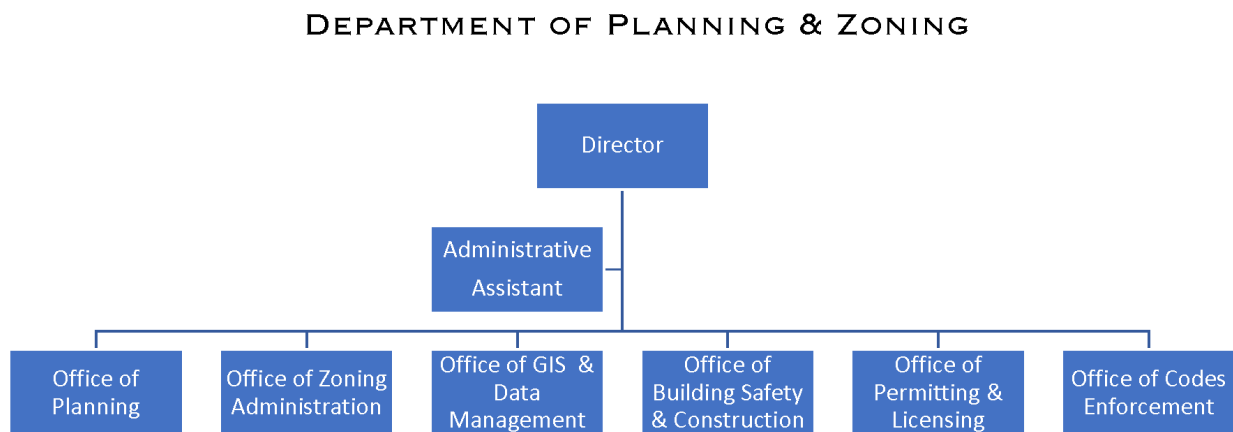 DEPARTMENT OF PLANNING & ZONING
Director
Administrative
Assistant
Office of
Planning
Office of Zoning
Administration
Office of GIS & 
Data
Management
Office of
Building Safety
& Construction
Office of
Permitting &
Licensing
Office of Codes
Enforcement